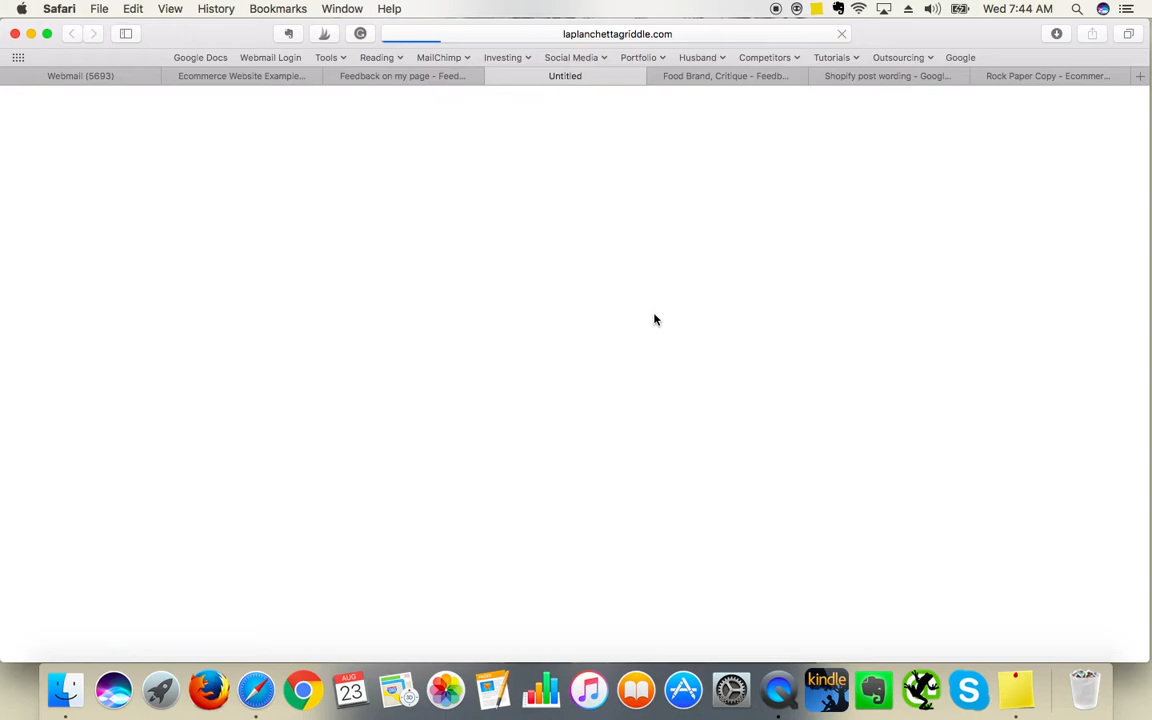 Safari File Edit View History Bookmarks Window Help Wed 7:44 AM
laplanchettagriddle.com
Google Docs Webmail Login Tools Reading MailChimp Investing Social Media Portfolio Husband Competitors Tutorials Outsourcing Google
Webmail (5693) Ecommerce Website Example... Feedback on my page - Feed... Untitled Food Brand, Critique - Feedb... Shopify post wording - Googl... Rock Paper Copy - Ecommer...
AUG
23
kindle